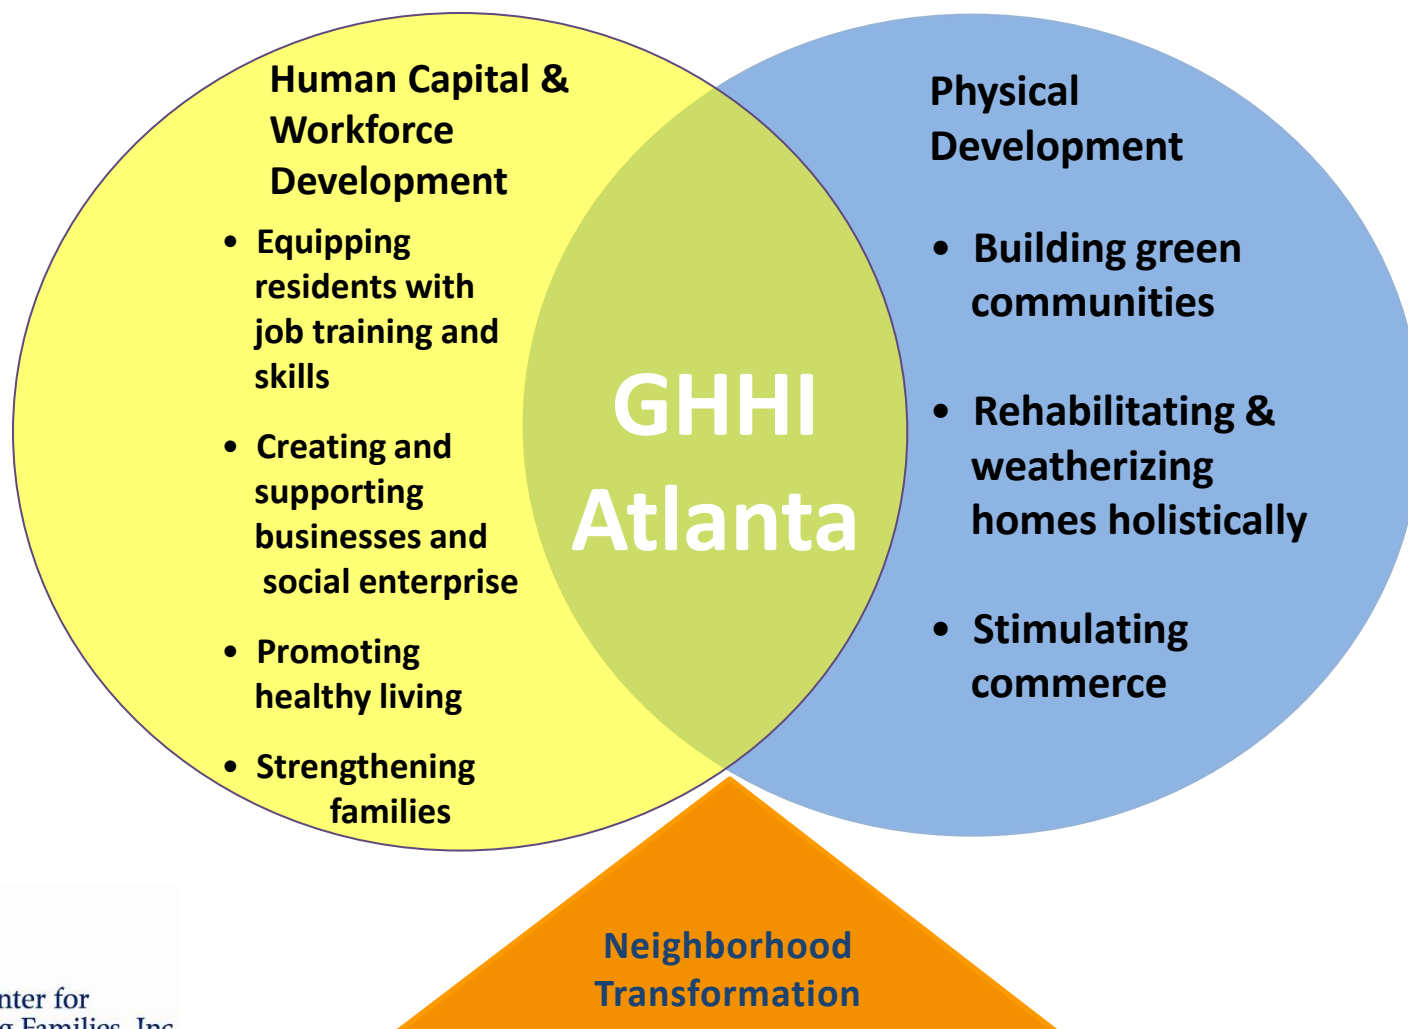 Human Capital &
Workforce
Development
• Equipping
residents with
job training and
skills
• Creating and
supporting
businesses and
social enterprise
• Promoting
healthy living
• Strengthening
families
GHHI
Atlanta
Physical
Development
• Building green
communities
• Rehabilitating &
weatherizing
homes holistically
• Stimulating
commerce
Neighborhood
Transformation
for
Families, Inc